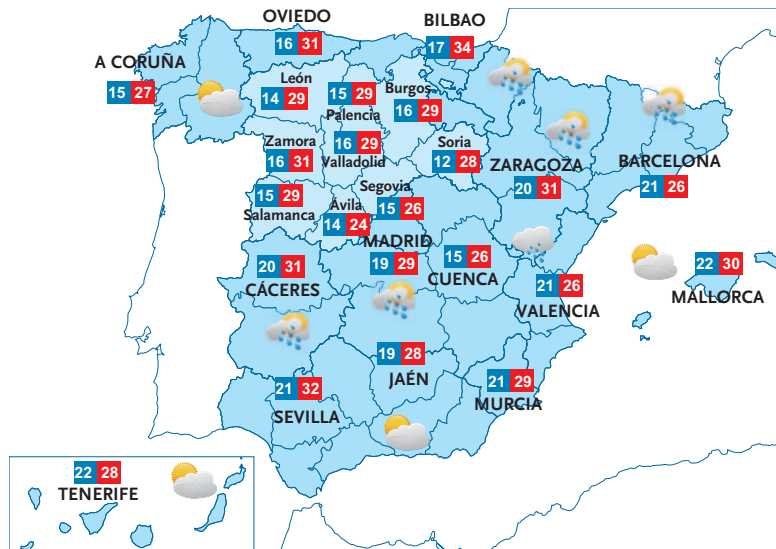 OVIEDO
16 31
BILBAO
17 34
A CORUÑA
15 27
León
14 29
15 29
Palencia
Burgos
16 29
Zamora
16 31
16 29
Valladolid
Soria
12 28
ZARAGOZA
20 31
BARCELONA
21 26
15 29
Salamanca
Ávila
14 24
Segovia
15 26
MADRID
19 29
15 26
CUENCA
20 31
CÁCERES
21 26
VALENCIA
22 30
MALLORCA
19 28
JAÉN
21 32
SEVILLA
21 29
MURCIA
22 28
TENERIFE